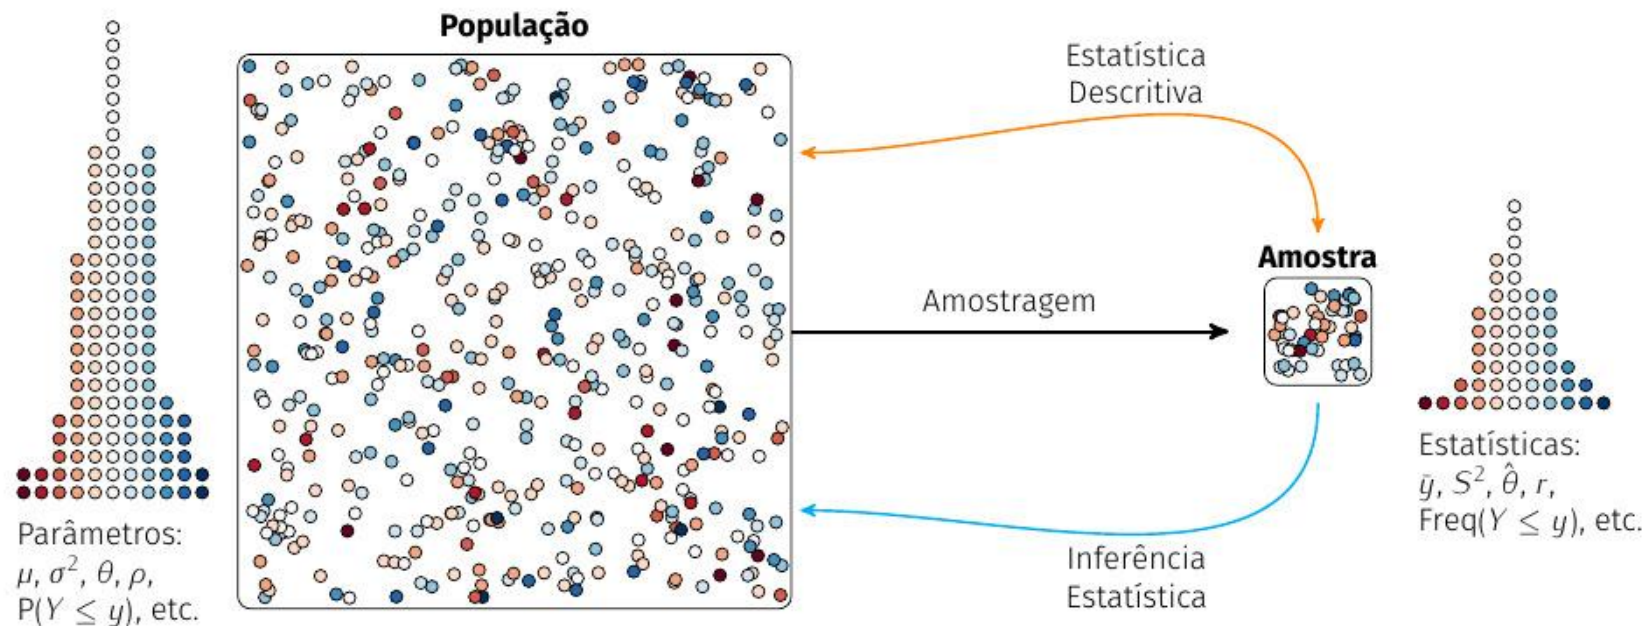 População
Estatística
Descritiva
Amostra
Amostragem
Estatísticas:
ȳ, S², θ̂, r,
Freq(Y ≤ y), etc.
Parâmetros:
μ, σ², θ, ρ,
P(Y ≤ y), etc.
Inferência
Estatística